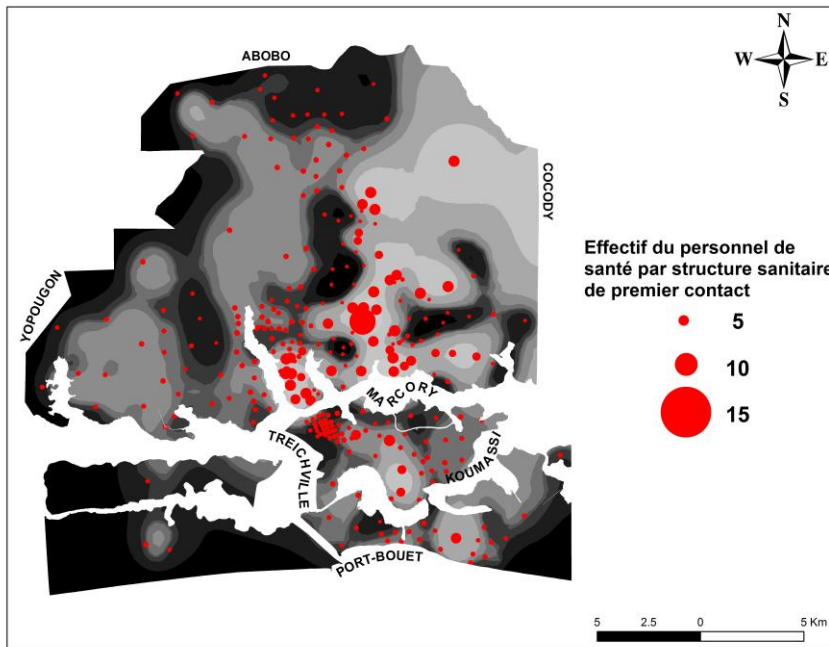 N
W E
S
ABOBO
COCODY
YOPOUGON
MARCORY
TREICHVILLE
KOUMASSI
PORT-BOUET
Effectif du personnel de
santé par structure sanitaire
de premier contact
5
10
15
5 2.5 0 5 Km